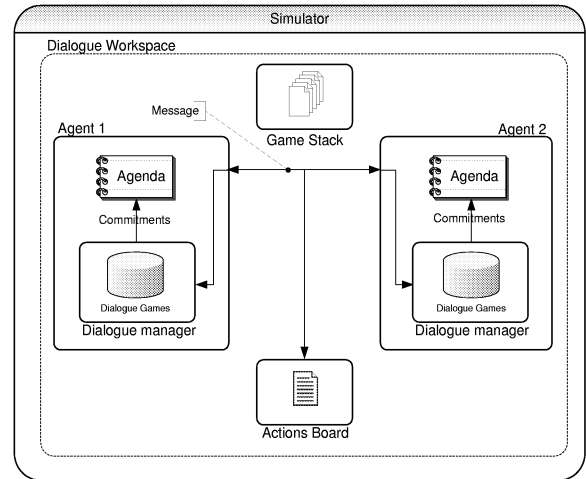 Simulator
Dialogue Workspace
Message
Game Stack
Agent 1
Agenda
Commitments
Dialogue Games
Dialogue manager
Agent 2
Agenda
Commitments
Dialogue Games
Dialogue manager
Actions Board